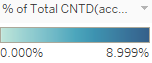 % of Total CNTD(acc...
0.000% 8.999%